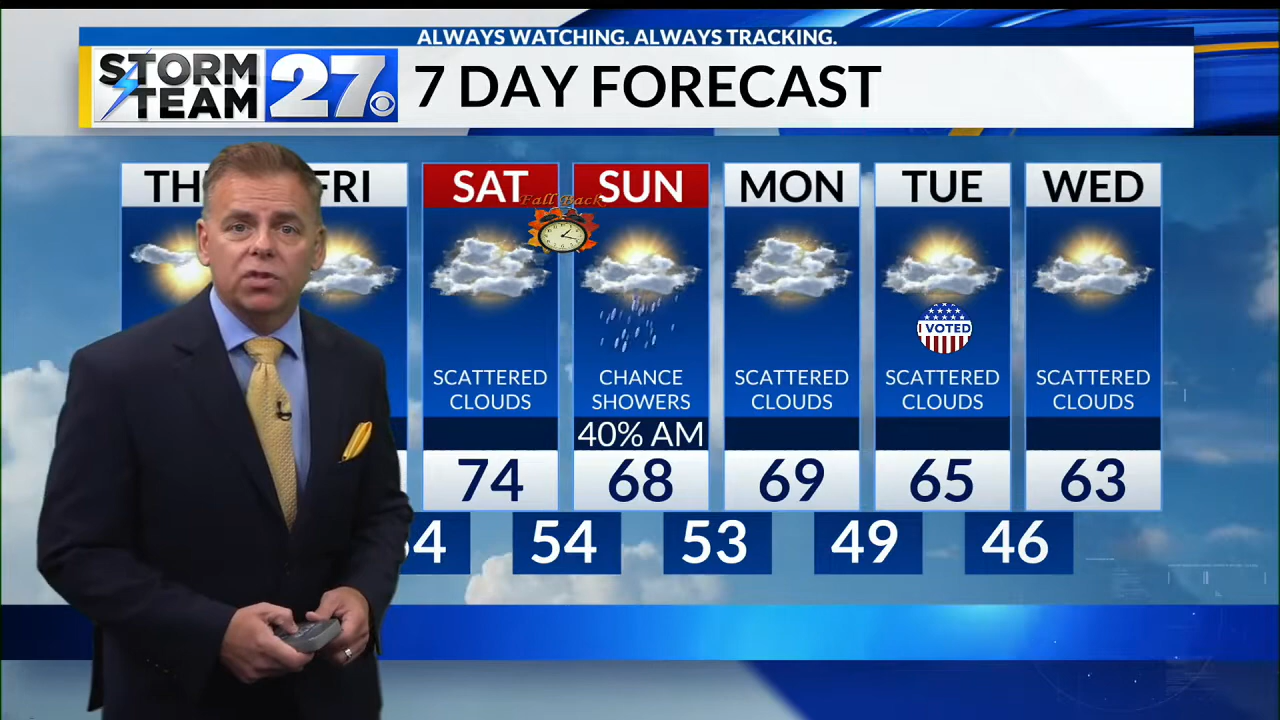 ALWAYS WATCHING. ALWAYS TRACKING.
STORM TEAM 27
7 DAY FORECAST
FRI SAT SUN MON TUE WED
Fall Back
I VOTED
SCATTERED CLOUDS
CHANCE SHOWERS
SCATTERED CLOUDS
SCATTERED CLOUDS
SCATTERED CLOUDS
40% AM
74 68 69 65 63
54 53 49 46